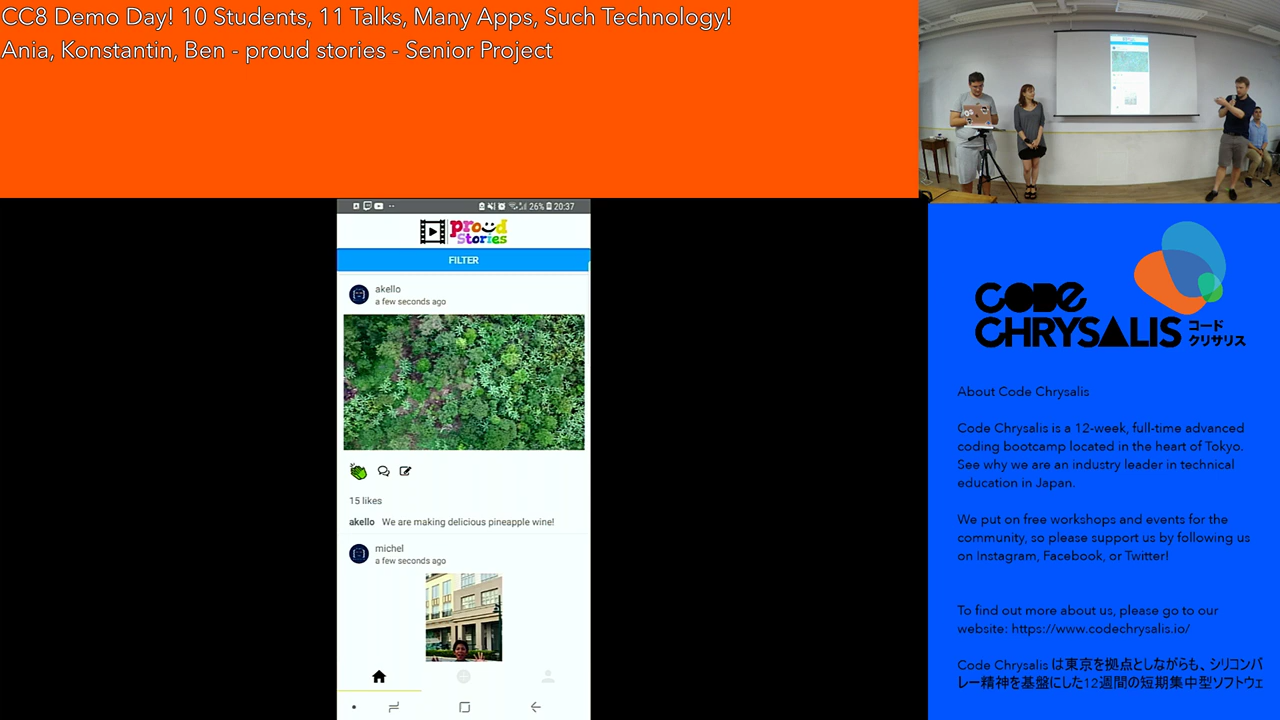 CC8 Demo Day! 10 Students, 11 Talks, Many Apps, Such Technology!
Ania, Konstantin, Ben - proud stories - Senior Project
26% 20:37
proud
Stories
FILTER
akello
a few seconds ago
15 likes
akello We are making delicious pineapple wine!
michel
a few seconds ago
CODE
CHRYSALIS
コード
クリサリス
About Code Chrysalis
Code Chrysalis is a 12-week, full-time advanced
coding bootcamp located in the heart of Tokyo.
See why we are an industry leader in technical
education in Japan.
We put on free workshops and events for the
community, so please support us by following us
on Instagram, Facebook, or Twitter!
To find out more about us, please go to our
website: https://www.codechrysalis.io/
Code Chrysalis は東京を拠点としながらも、シリコンバ
レー精神を基盤にした12週間の短期集中型ソフトウェ